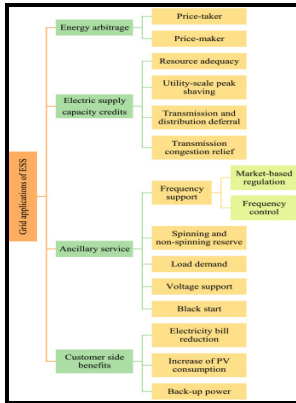 Grid applications of ESS
Energy arbitrage
Price-taker
Price-maker
Electric supply
capacity credits
Resource adequacy
Utility-scale peak
shaving
Transmission and
distribution deferral
Transmission
congestion relief
Ancillary service
Frequency
support
Market-based
regulation
Frequency
control
Spinning and
non-spinning reserve
Load demand
Voltage support
Black start
Customer side
benefits
Electricity bill
reduction
Increase of PV
consumption
Back-up power